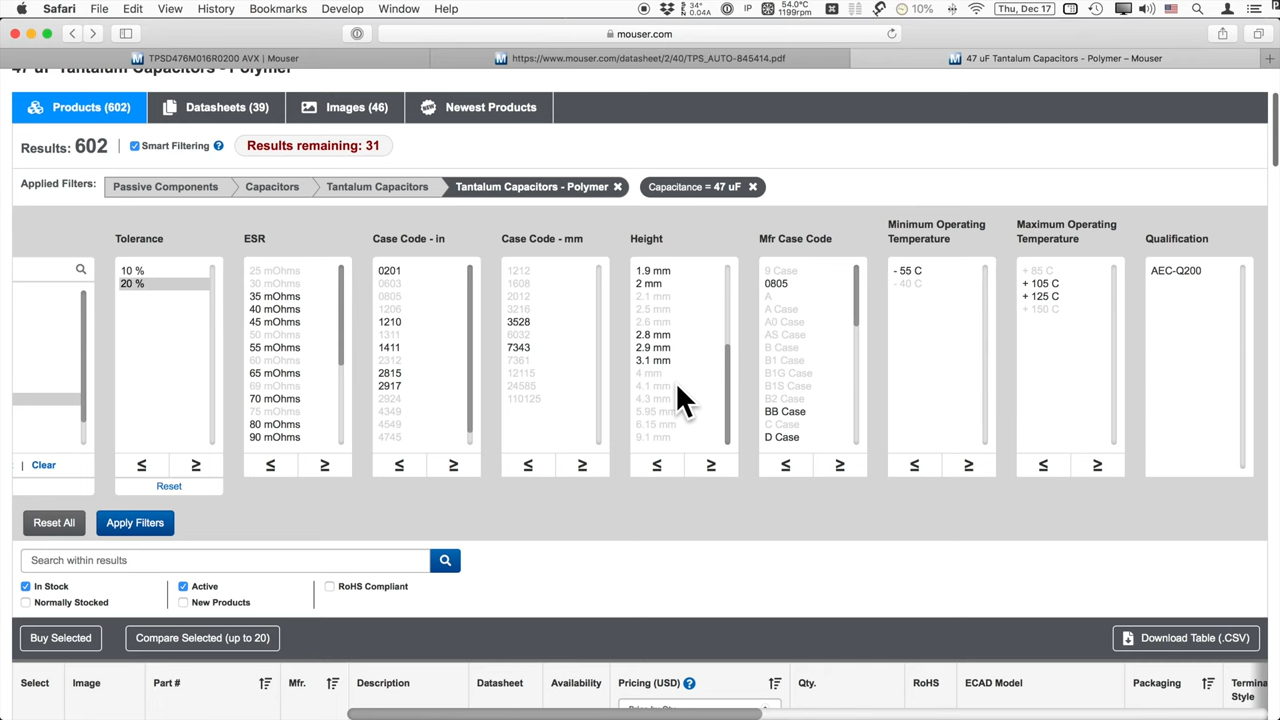 Safari File Edit View History Bookmarks Develop Window Help
34° 0.04A IP 54.0°C 1199rpm 10% Thu, Dec 17
mouser.com
TPSD476M016R0200 AVX | Mouser
https://www.mouser.com/datasheet/2/40/TPS_AUTO-845414.pdf
47 uF Tantalum Capacitors - Polymer – Mouser
47 uF Tantalum Capacitors - Polymer
Products (602) Datasheets (39) Images (46) Newest Products
Results: 602 Smart Filtering Results remaining: 31
Applied Filters: Passive Components Capacitors Tantalum Capacitors Tantalum Capacitors - Polymer Capacitance = 47 uF
Tolerance
10 %
20 %
≤ ≥
Reset
ESR
25 mOhms
30 mOhms
35 mOhms
40 mOhms
45 mOhms
50 mOhms
55 mOhms
60 mOhms
65 mOhms
69 mOhms
70 mOhms
75 mOhms
80 mOhms
90 mOhms
≤ ≥
Case Code - in
0201
0603
0805
1206
1210
1311
1411
2312
2815
2917
2924
4349
4549
4745
≤ ≥
Case Code - mm
1212
1608
2012
3216
3528
6032
7343
7361
12115
24585
110125
≤ ≥
Height
1.9 mm
2 mm
2.1 mm
2.5 mm
2.6 mm
2.8 mm
2.9 mm
3.1 mm
4 mm
4.1 mm
4.3 mm
5.95 mm
6.15 mm
9.1 mm
≤ ≥
Mfr Case Code
9 Case
0805
A
A Case
A0 Case
AS Case
B Case
B1 Case
B1G Case
B1S Case
B2 Case
BB Case
C Case
D Case
≤ ≥
Minimum Operating
Temperature
- 55 C
- 40 C
≤ ≥
Maximum Operating
Temperature
+ 85 C
+ 105 C
+ 125 C
+ 150 C
≤ ≥
Qualification
AEC-Q200
| Clear
Reset All Apply Filters
Search within results
In Stock Active RoHS Compliant
Normally Stocked New Products
Buy Selected Compare Selected (up to 20) Download Table (.CSV)
Select Image Part # Mfr. Description Datasheet Availability Pricing (USD) Qty. RoHS ECAD Model Packaging Termina
Style